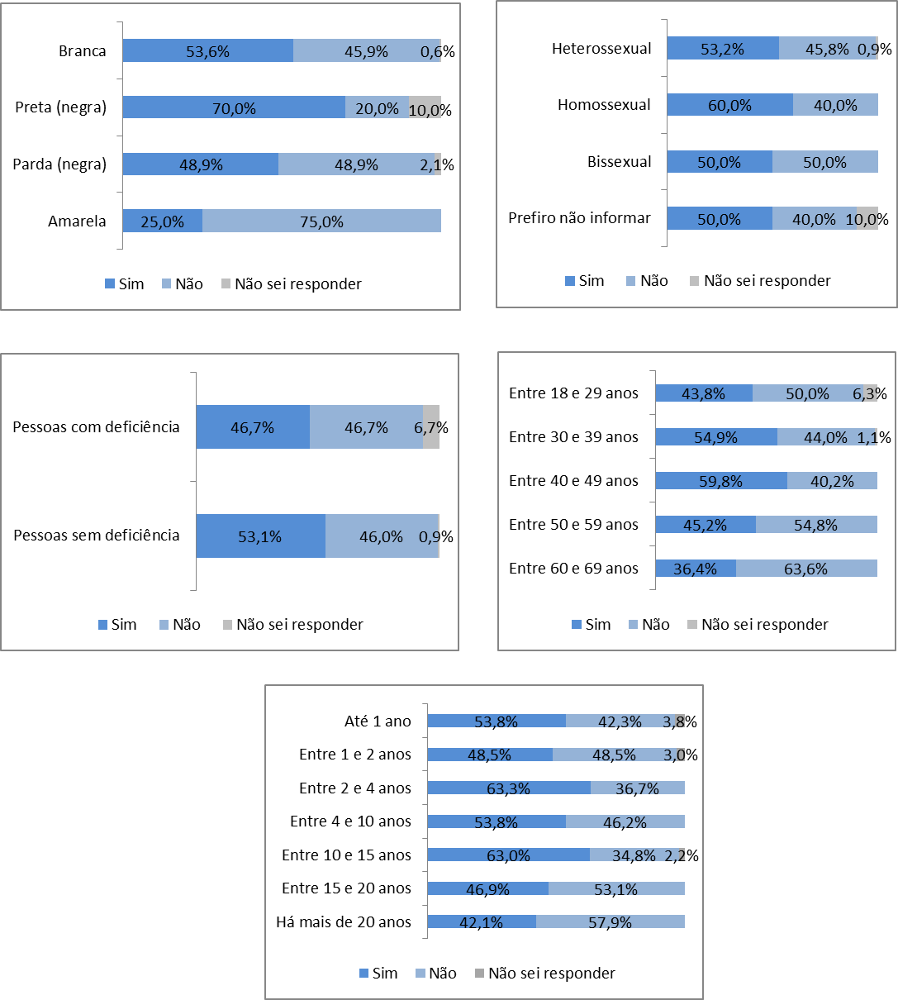 Branca 53,6% 45,9% 0,6%
Preta (negra) 70,0% 20,0% 10,0%
Parda (negra) 48,9% 48,9% 2,1%
Amarela 25,0% 75,0%
Sim Não Não sei responder
Heterossexual 53,2% 45,8% 0,9%
Homossexual 60,0% 40,0%
Bissexual 50,0% 50,0%
Prefiro não informar 50,0% 40,0% 10,0%
Sim Não Não sei responder
Pessoas com deficiência 46,7% 46,7% 6,7%
Pessoas sem deficiência 53,1% 46,0% 0,9%
Sim Não Não sei responder
Entre 18 e 29 anos 43,8% 50,0% 6,3%
Entre 30 e 39 anos 54,9% 44,0% 1,1%
Entre 40 e 49 anos 59,8% 40,2%
Entre 50 e 59 anos 45,2% 54,8%
Entre 60 e 69 anos 36,4% 63,6%
Sim Não Não sei responder
Até 1 ano 53,8% 42,3% 3,8%
Entre 1 e 2 anos 48,5% 48,5% 3,0%
Entre 2 e 4 anos 63,3% 36,7%
Entre 4 e 10 anos 53,8% 46,2%
Entre 10 e 15 anos 63,0% 34,8% 2,2%
Entre 15 e 20 anos 46,9% 53,1%
Há mais de 20 anos 42,1% 57,9%
Sim Não Não sei responder